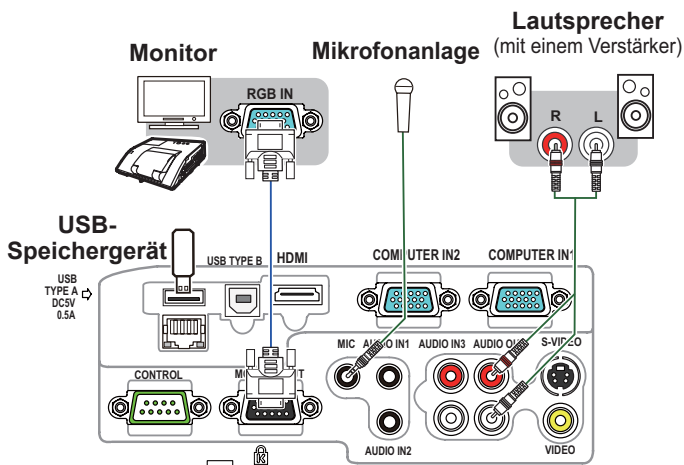 Lautsprecher
(mit einem Verstärker)
Monitor
Mikrofonanlage
RGB IN
R L
USB-
Speichergerät
USB TYPE B HDMI
COMPUTER IN2 COMPUTER IN1
USB
TYPE A
DC5V
0.5A
MIC AUDIO IN1 AUDIO IN3 AUDIO OUT S-VIDEO
CONTROL
AUDIO IN2
VIDEO
K